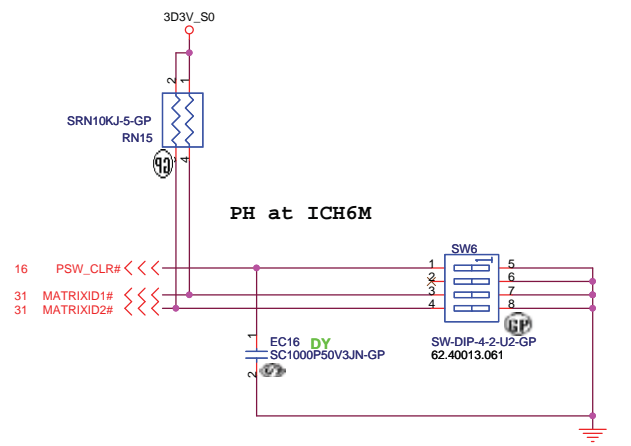 3D3V_S0
2 1
SRN10KJ-5-GP
RN15
GP
4
PH at ICH6M
SW6
16 PSW_CLR#
1 5
2 6
31 MATRIXID1#
3 7
31 MATRIXID2#
4 8
GP
1
EC16 DY
SC1000P50V3JN-GP
2
SW-DIP-4-2-U2-GP
62.40013.061